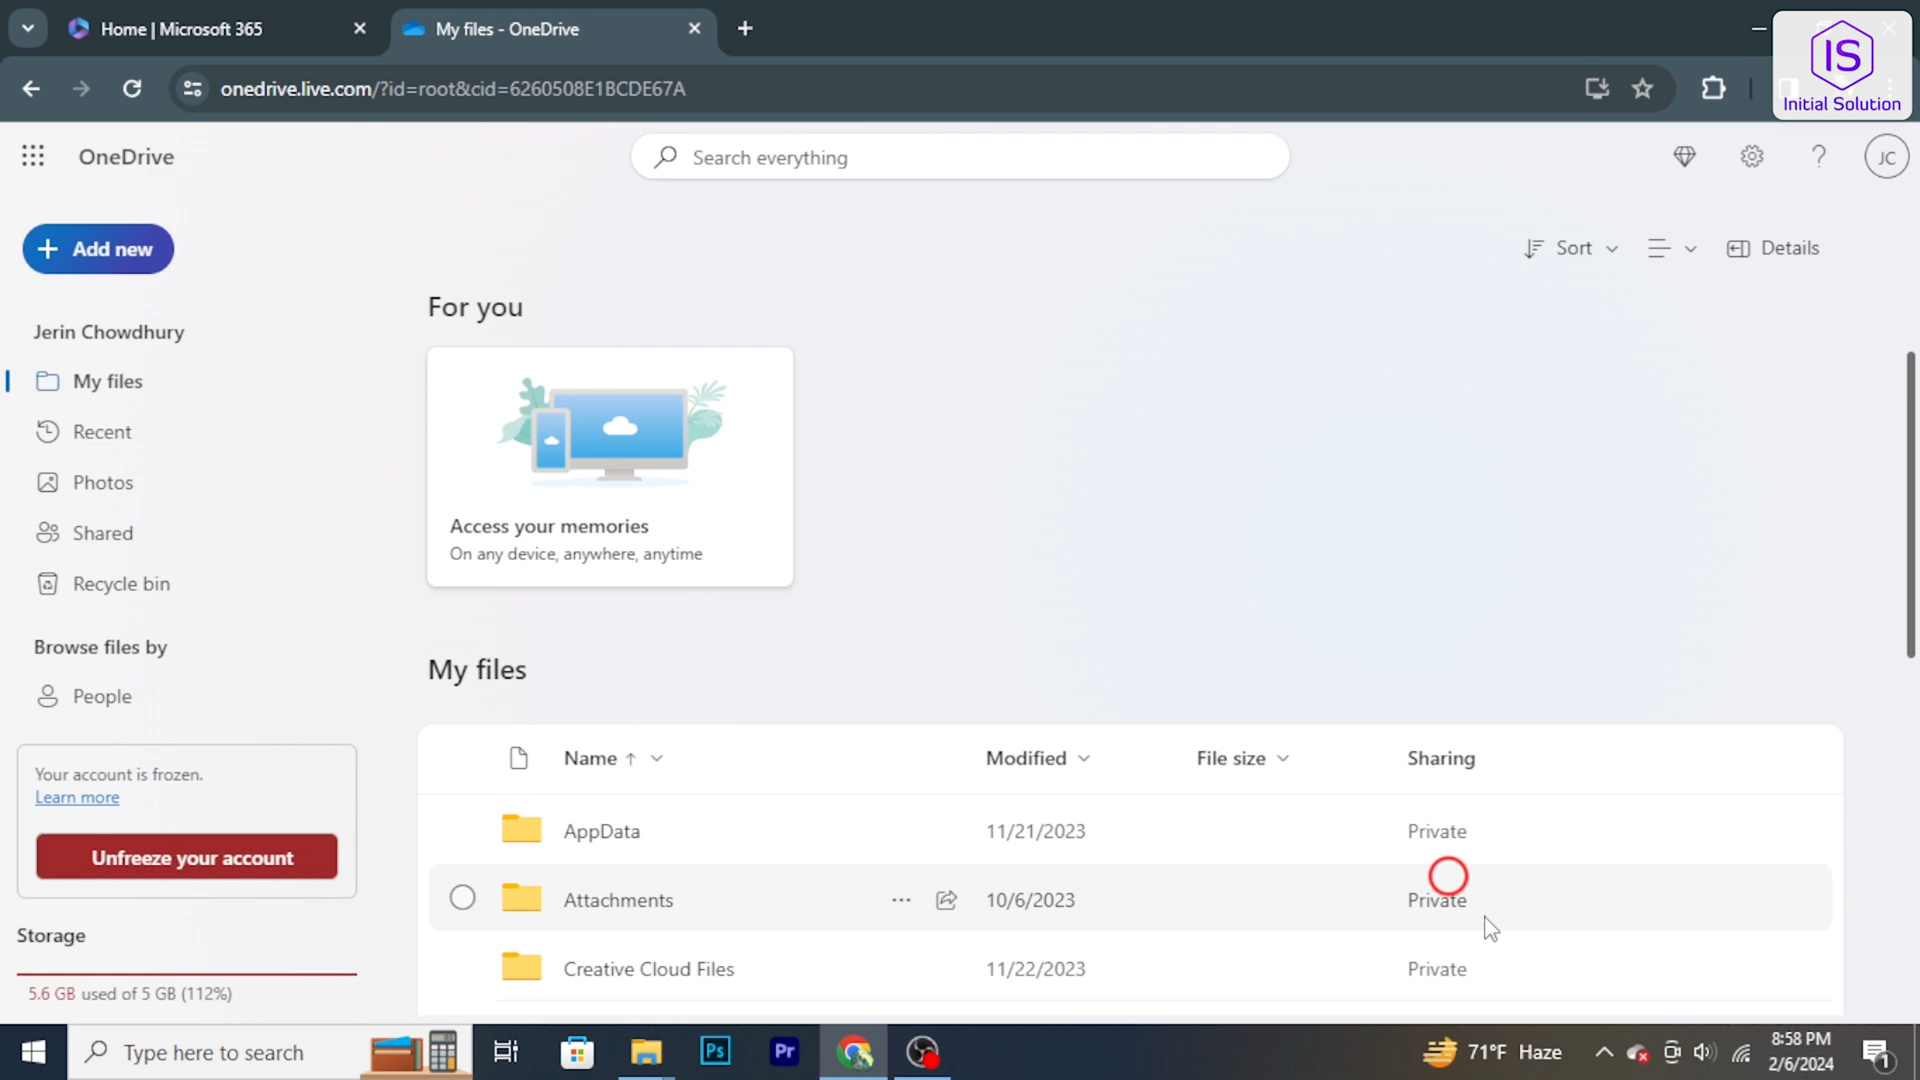 Home | Microsoft 365
My files - OneDrive
IS
Initial Solution
onedrive.live.com/?id=root&cid=6260508E1BCDE67A
OneDrive
Search everything
JC
Add new
Sort
Details
For you
Jerin Chowdhury
My files
Recent
Photos
Shared
Recycle bin
Access your memories
On any device, anywhere, anytime
Browse files by
People
My files
Name
Modified
File size
Sharing
Your account is frozen.
Learn more
Unfreeze your account
AppData
11/21/2023
Private
Attachments
10/6/2023
Private
Creative Cloud Files
11/22/2023
Private
Storage
5.6 GB used of 5 GB (112%)
Type here to search
Ps
Pr
71°F Haze
8:58 PM
2/6/2024
1